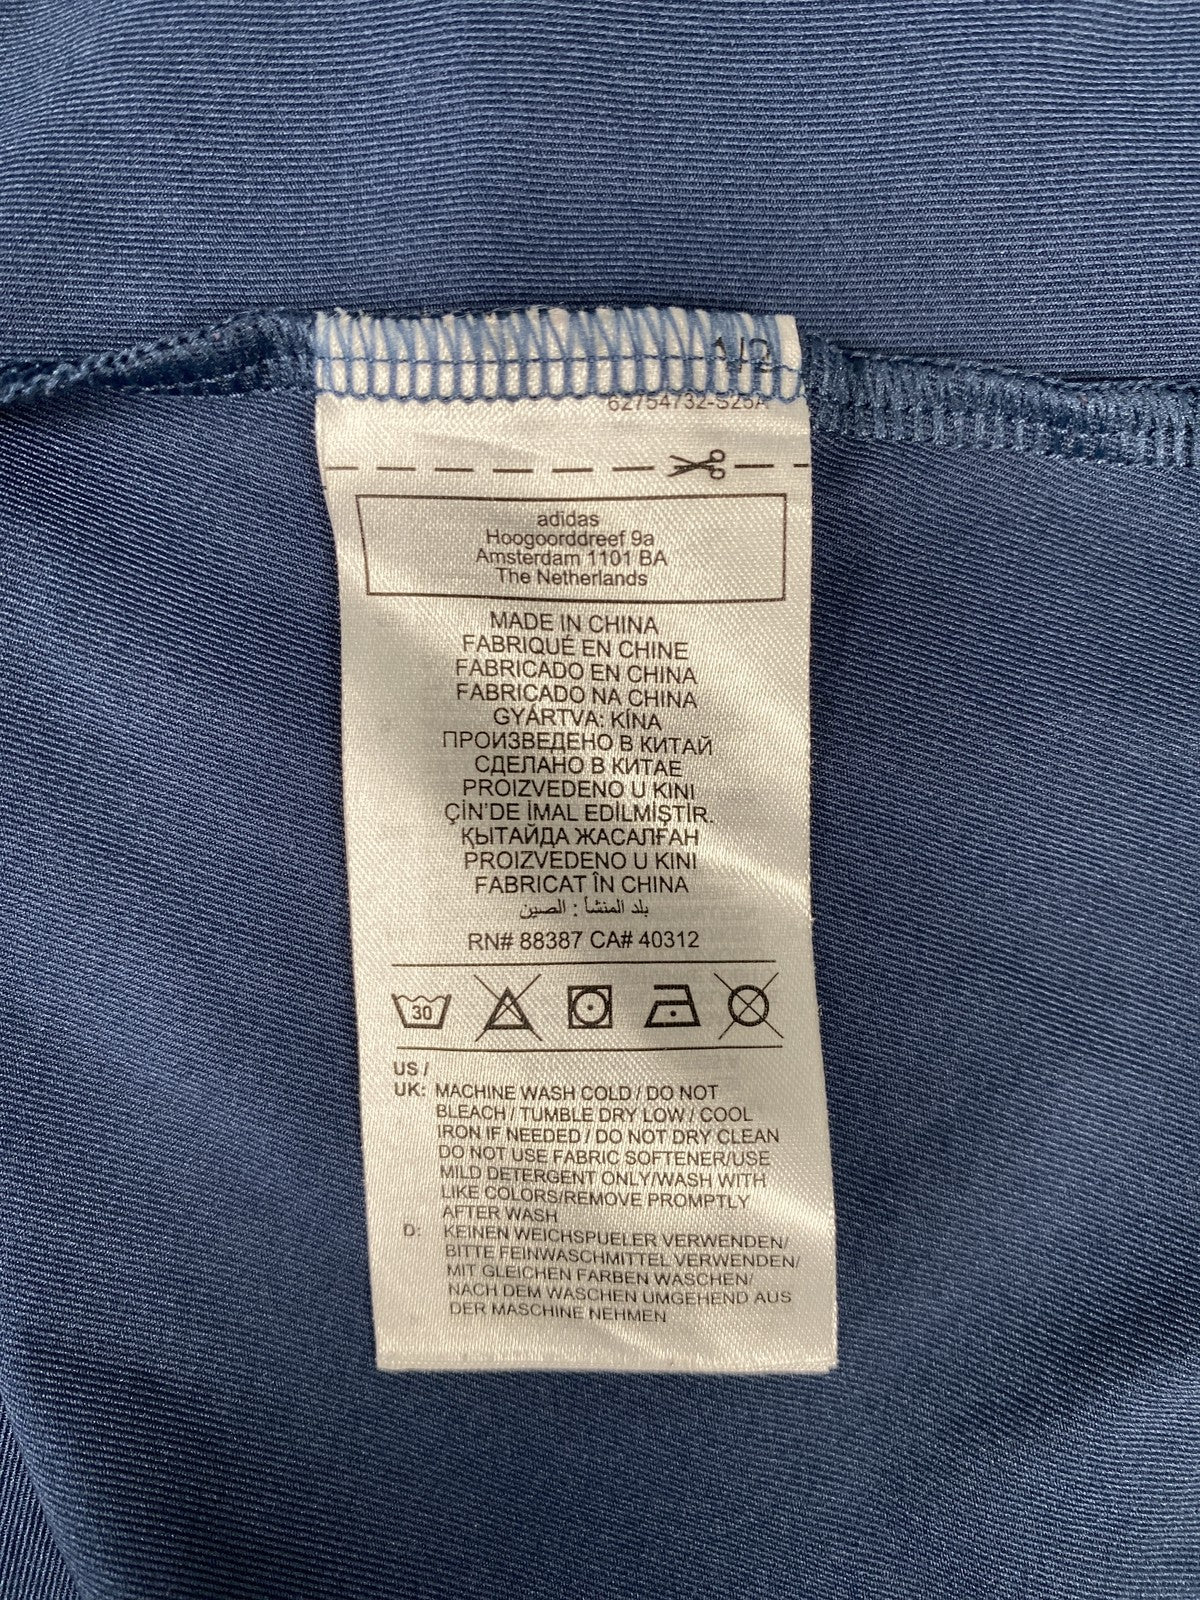 1/2
62754732-S23A
adidas
Hoogoorddreef 9a
Amsterdam 1101 BA
The Netherlands
MADE IN CHINA
FABRIQUÉ EN CHINE
FABRICADO EN CHINA
FABRICADO NA CHINA
GYÁRTVA: KÍNA
ПРОИЗВЕДЕНО В КИТАЙ
СДЕЛАНО В КИТАЕ
PROIZVEDENO U KINI
ÇİN'DE İMAL EDİLMİŞTİR.
ҚЫТАЙДА ЖАСАЛҒАН
PROIZVEDENO U KINI
FABRICAT ÎN CHINA
بلد المنشأ : الصين
RN# 88387 CA# 40312
30
US /
UK: MACHINE WASH COLD / DO NOT
BLEACH / TUMBLE DRY LOW / COOL
IRON IF NEEDED / DO NOT DRY CLEAN
DO NOT USE FABRIC SOFTENER/USE
MILD DETERGENT ONLY/WASH WITH
LIKE COLORS/REMOVE PROMPTLY
AFTER WASH
D: KEINEN WEICHSPUELER VERWENDEN/
BITTE FEINWASCHMITTEL VERWENDEN/
MIT GLEICHEN FARBEN WASCHEN/
NACH DEM WASCHEN UMGEHEND AUS
DER MASCHINE NEHMEN